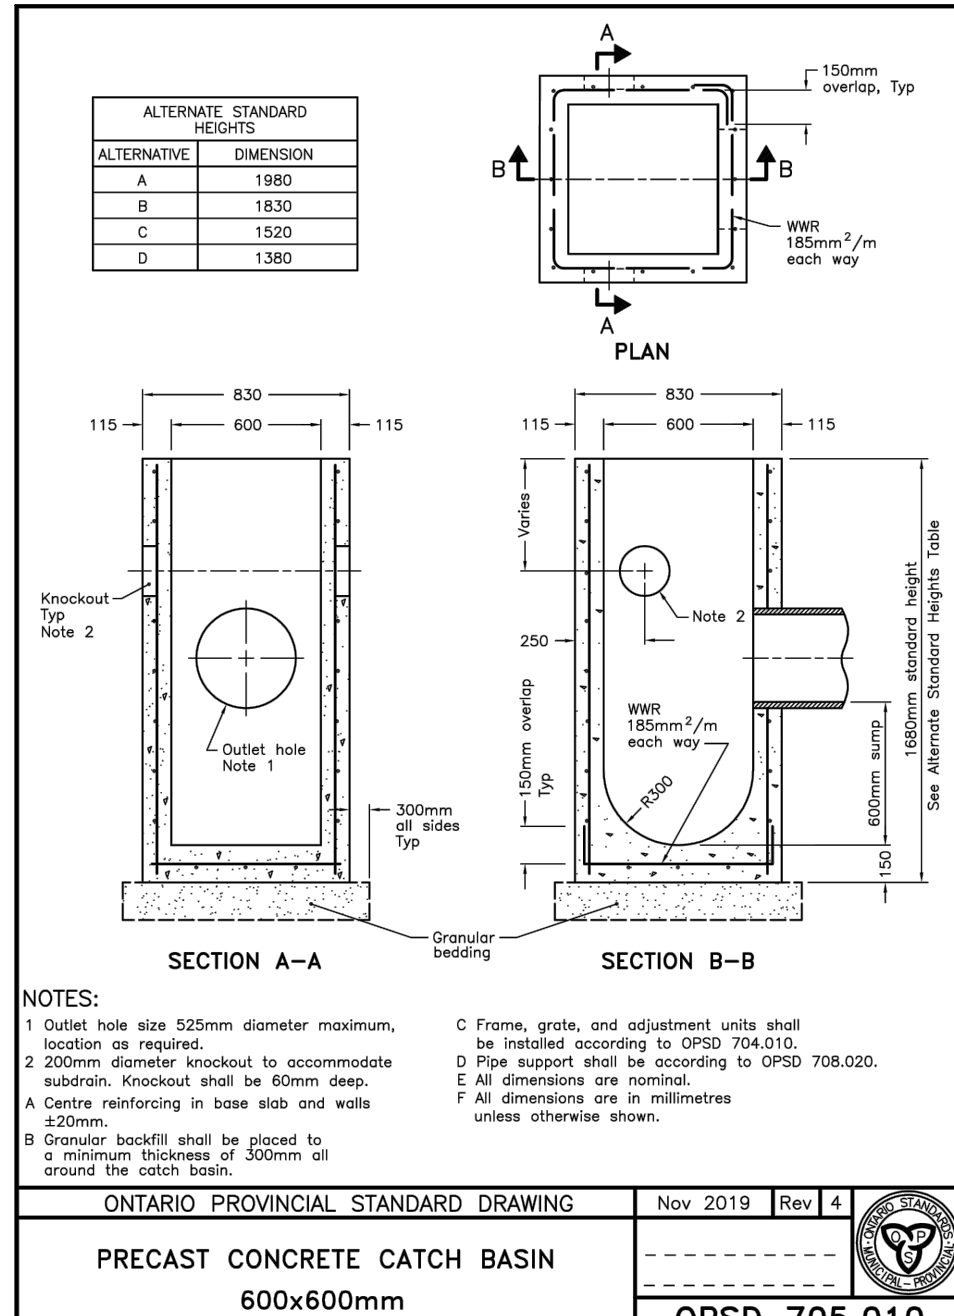 ALTERNATE STANDARD
HEIGHTS
ALTERNATIVE DIMENSION
A 1980
B 1830
C 1520
D 1380
A
150mm
overlap, Typ
B
B
WWR
185mm²/m
each way
A
PLAN
830
115
600
115
Knockout
Typ
Note 2
Outlet hole
Note 1
300mm
all sides
Typ
SECTION A–A
830
115
600
115
Varies
Note 2
250
WWR
185mm²/m
each way
150mm overlap
Typ
R300
600mm sump
150
1680mm standard height
See Alternate Standard Heights Table
Granular
bedding
SECTION B–B
NOTES:
1 Outlet hole size 525mm diameter maximum,
location as required.
2 200mm diameter knockout to accommodate
subdrain. Knockout shall be 60mm deep.
A Centre reinforcing in base slab and walls
±20mm.
B Granular backfill shall be placed to
a minimum thickness of 300mm all
around the catch basin.
C Frame, grate, and adjustment units shall
be installed according to OPSD 704.010.
D Pipe support shall be according to OPSD 708.020.
E All dimensions are nominal.
F All dimensions are in millimetres
unless otherwise shown.
ONTARIO PROVINCIAL STANDARD DRAWING
Nov 2019 Rev 4
PRECAST CONCRETE CATCH BASIN
600x600mm
ONTARIO STANDARDS
MUNICIPAL – PROVINCIAL
O P S
OPSD 705.010